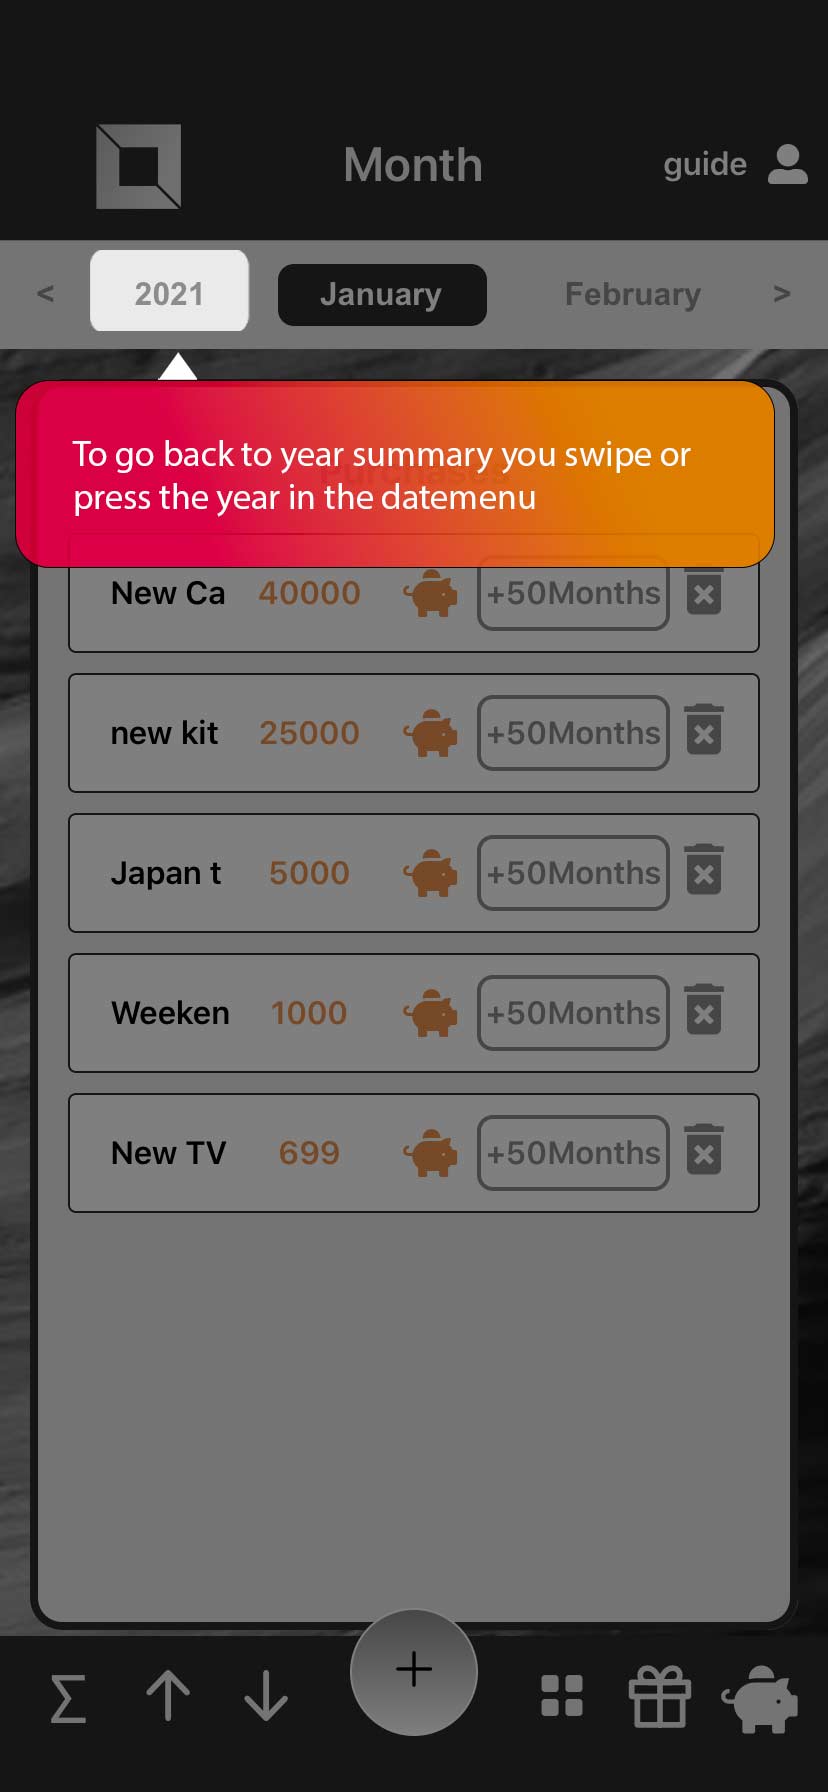 Month
guide
< 2021 January February >
To go back to year summary you swipe or
press the year in the datemenu
Purchases
New Ca 40000 +50Months
new kit 25000 +50Months
Japan t 5000 +50Months
Weeken 1000 +50Months
New TV 699 +50Months